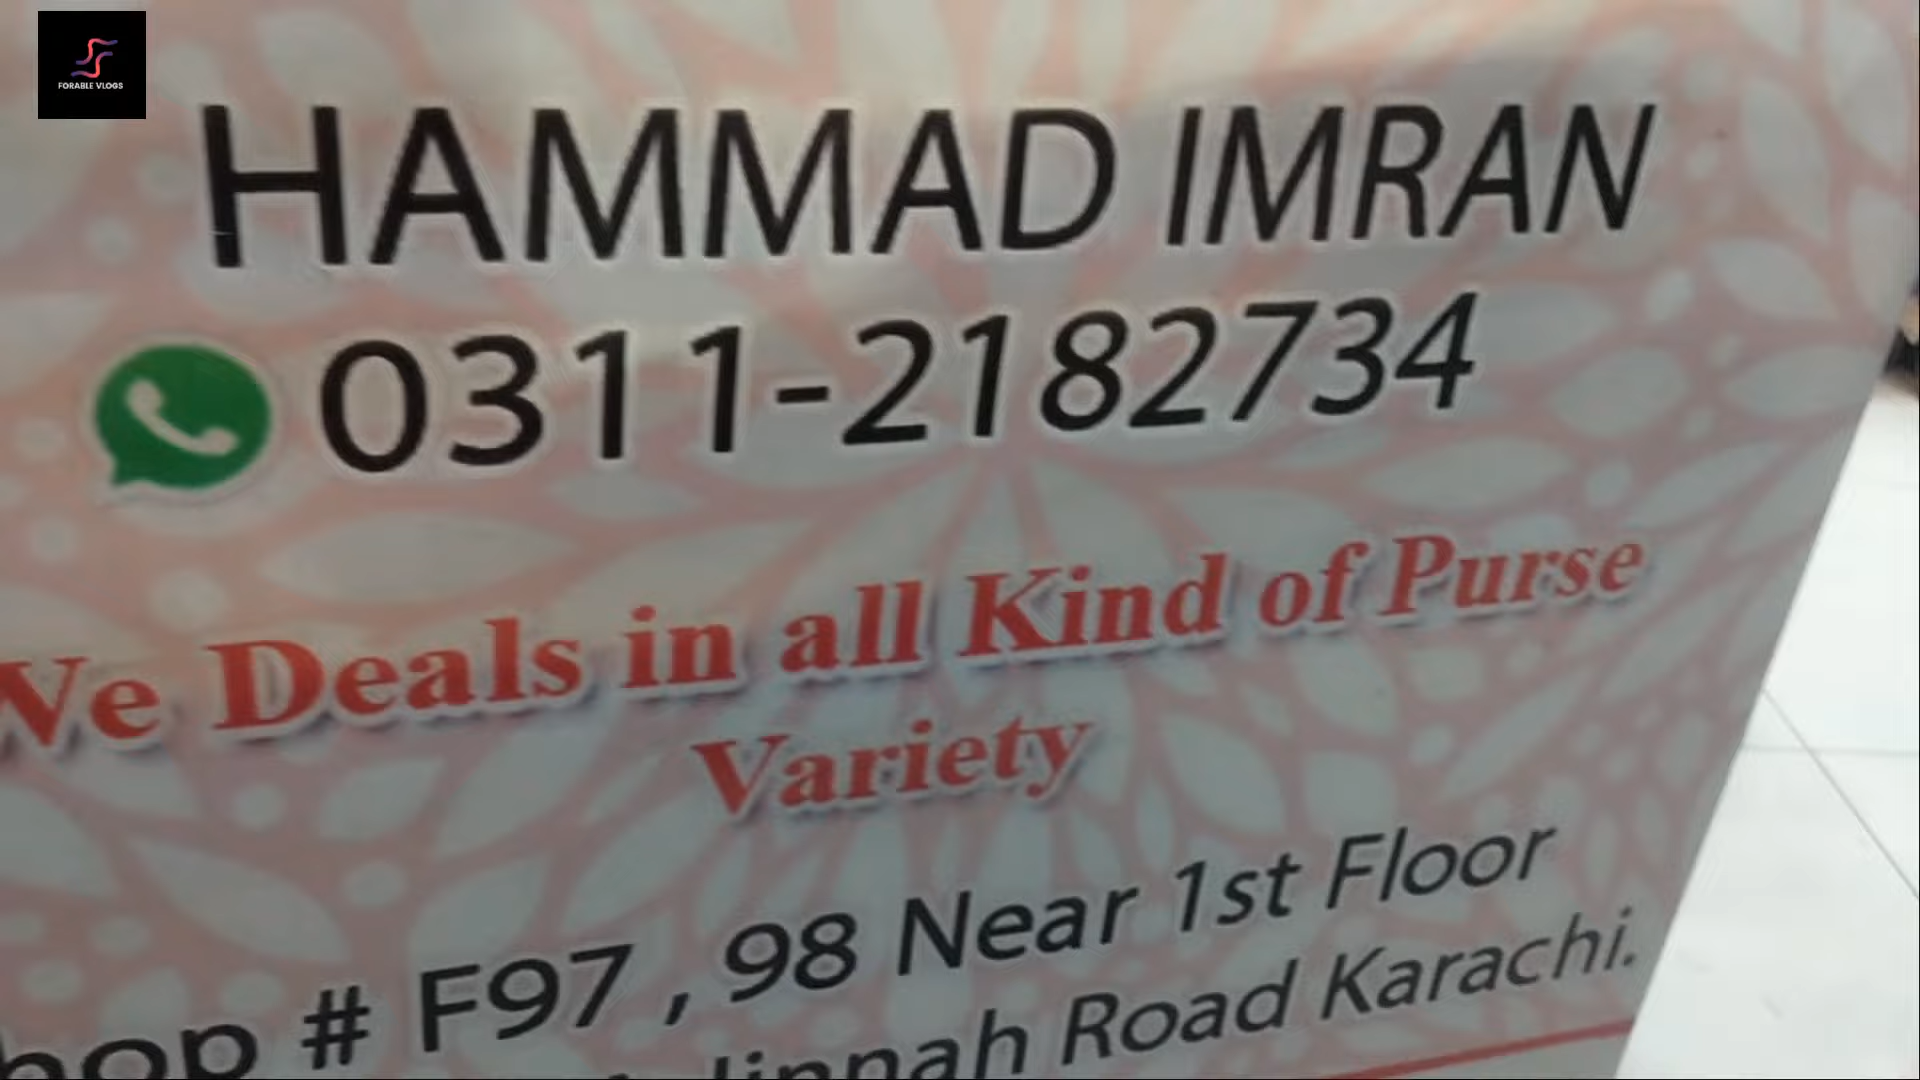 FORABLE VLOGS
HAMMAD IMRAN
0311-2182734
We Deals in all Kind of Purse
Variety
# F97 , 98 Near 1st Floor
Jinnah Road Karachi.